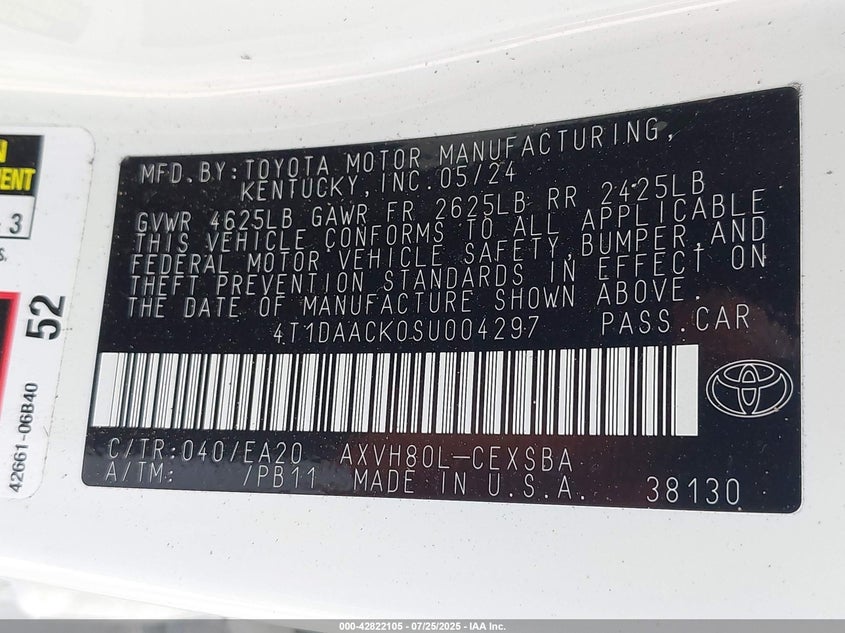 MFD. BY: TOYOTA MOTOR MANUFACTURING,
KENTUCKY, INC. 05/24
GVWR 4625LB GAWR FR 2625LB RR 2425LB
THIS VEHICLE CONFORMS TO ALL APPLICABLE
FEDERAL MOTOR VEHICLE SAFETY, BUMPER, AND
THEFT PREVENTION STANDARDS IN EFFECT ON
THE DATE OF MANUFACTURE SHOWN ABOVE.
4T1DAACK0SU004297 PASS. CAR
C/TR: 040/EA20 AXVH80L-CEXSBA
A/TM: /PB11 MADE IN U.S.A. 38130
3
52
42661-06B40
000-42822105 - 07/25/2025 - IAA Inc.